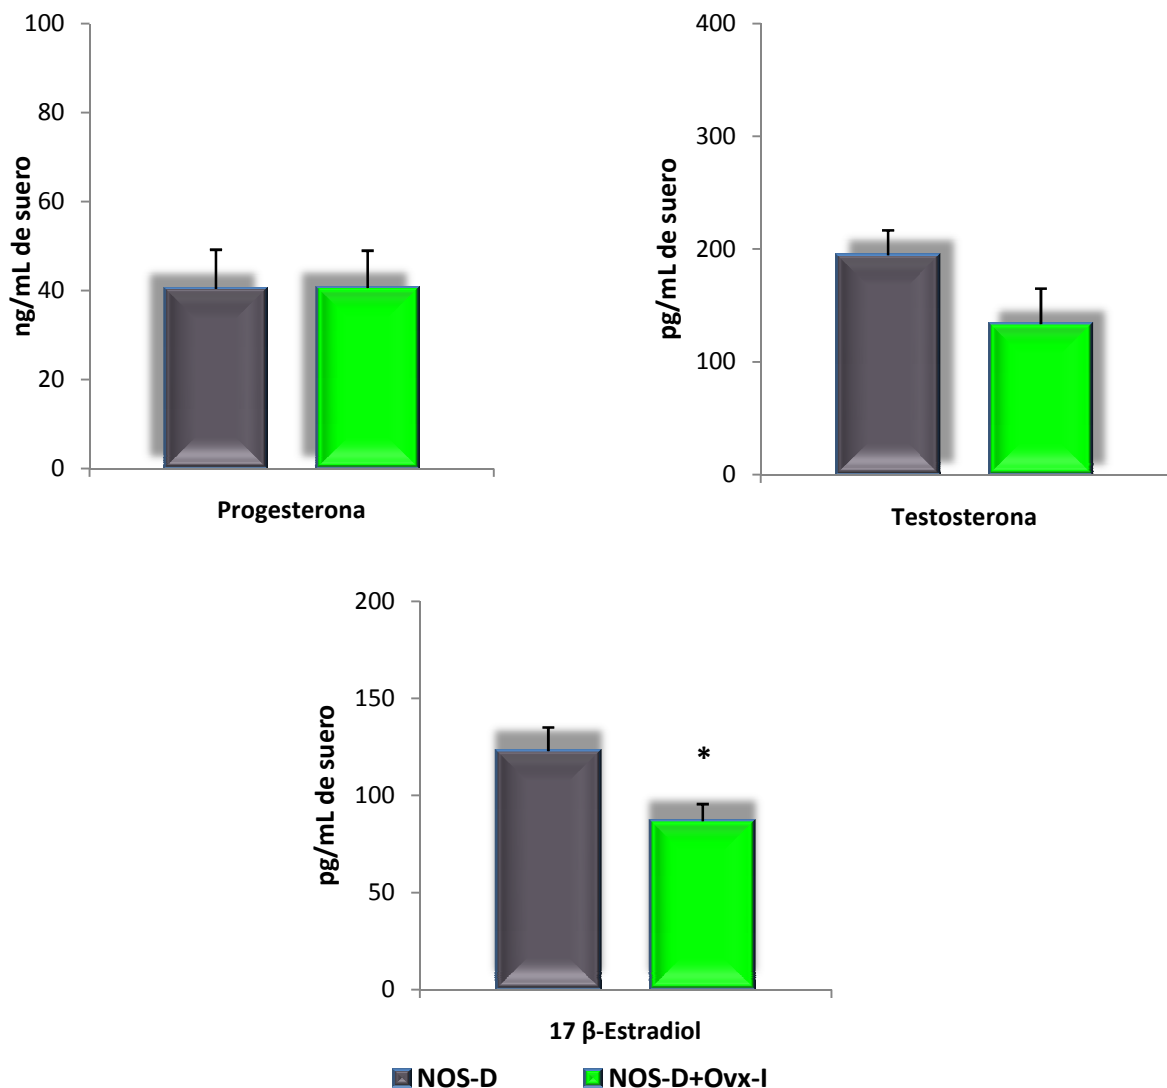 100
80
60
40
20
0
ng/mL de suero
Progesterona
400
300
200
100
0
pg/mL de suero
Testosterona
200
150
100
50
0
pg/mL de suero
*
17 β-Estradiol
NOS-D NOS-D+Ovx-I